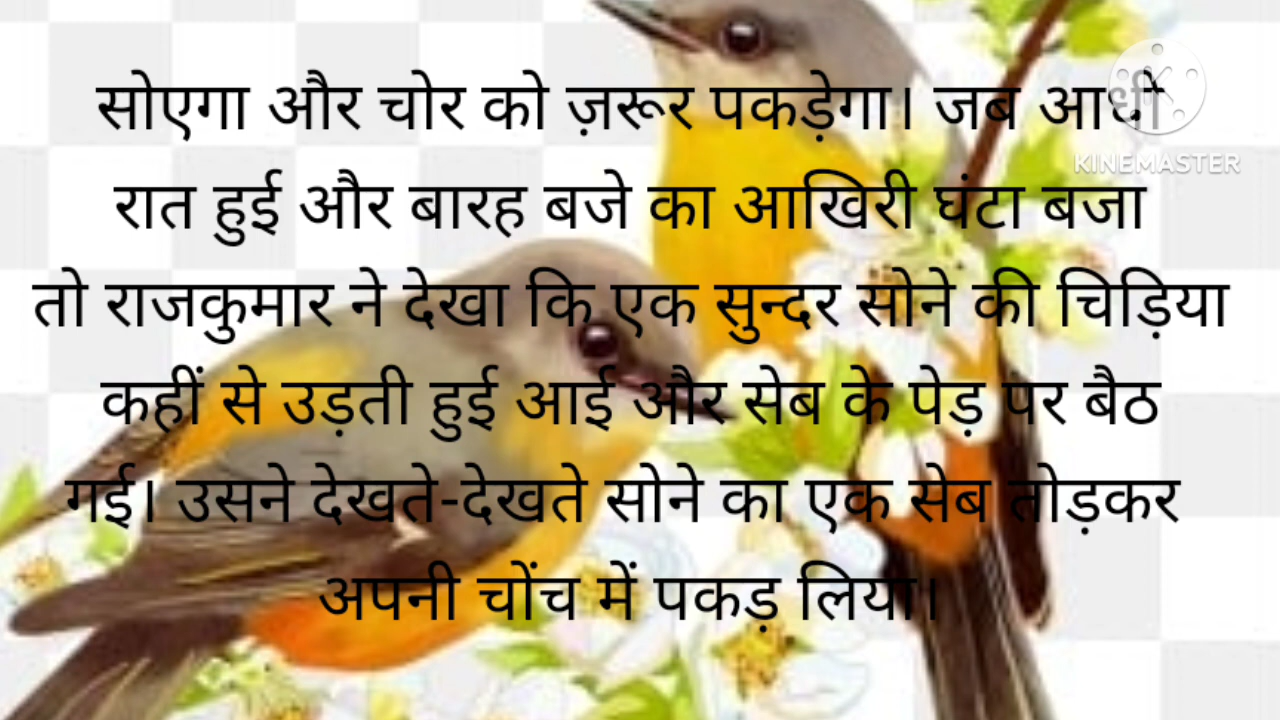 सोएगा और चोर को ज़रूर पकड़ेगा। जब आधी
रात हुई और बारह बजे का आखिरी घंटा बजा
तो राजकुमार ने देखा कि एक सुन्दर सोने की चिड़िया
कहीं से उड़ती हुई आई और सेब के पेड़ पर बैठ
गई। उसने देखते-देखते सोने का एक सेब तोड़कर
अपनी चोंच में पकड़ लिया।
KINEMASTER